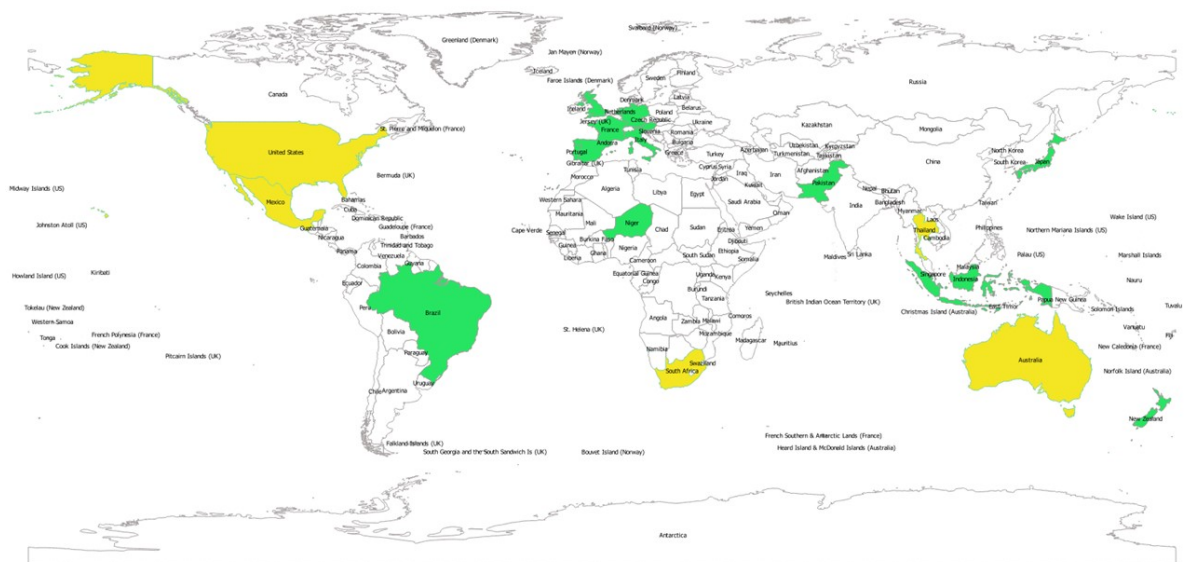 Svalbard (Norway)
Greenland (Denmark)
Jan Mayen (Norway)
Iceland
Faroe Islands (Denmark)
Sweden
Finland
Russia
Canada
Denmark
Latvia
Ireland
Netherlands
Poland
Belarus
Jersey (UK)
Czech Republic
Ukraine
Kazakhstan
St. Pierre and Miquelon (France)
France
Slovenia
Romania
Mongolia
United States
Andorra
Italy
Bulgaria
Portugal
Greece
Turkey
Azerbaijan
Uzbekistan
Kyrgyzstan
Turkmenistan
Tajikistan
North Korea
South Korea
Japan
China
Gibraltar (UK)
Tunisia
Cyprus
Syria
Iraq
Iran
Afghanistan
Bermuda (UK)
Morocco
Jordan
Kuwait
Pakistan
Midway Islands (US)
Algeria
Libya
Egypt
Nepal
Bhutan
Western Sahara
Saudi Arabia
India
Bangladesh
Taiwan
Mexico
Bahamas
Cuba
Mauritania
Oman
Myanmar
Laos
Wake Island (US)
Johnston Atoll (US)
Dominican Republic
Guatemala
Guadeloupe (France)
Cape Verde
Senegal
Mali
Niger
Chad
Sudan
Eritrea
Yemen
Thailand
Cambodia
Philippines
Northern Mariana Islands (US)
Nicaragua
Barbados
Burkina Faso
Djibouti
Guinea
Trinidad and Tobago
Panama
Venezuela
Guyana
Liberia
Ghana
Nigeria
Cameroon
South Sudan
Ethiopia
Somalia
Maldives
Sri Lanka
Palau (US)
Marshall Islands
Howland Island (US)
Kiribati
Colombia
Ecuador
Equatorial Guinea
Congo
Uganda
Kenya
Malaysia
Singapore
Indonesia
Nauru
Burundi
Seychelles
Tanzania
British Indian Ocean Territory (UK)
Papua New Guinea
East Timor
Solomon Islands
Tuvalu
Tokelau (New Zealand)
Peru
Brazil
Christmas Island (Australia)
Western Samoa
Angola
Zambia
Malawi
Comoros
French Polynesia (France)
Bolivia
St. Helena (UK)
Mozambique
Madagascar
Mauritius
Vanuatu
Fiji
Tonga
Cook Islands (New Zealand)
Pitcairn Islands (UK)
Paraguay
Namibia
New Caledonia (France)
Swaziland
South Africa
Australia
Norfolk Island (Australia)
Uruguay
Chile
Argentina
New Zealand
French Southern & Antarctic Lands (France)
Falkland Islands (UK)
South Georgia and the South Sandwich Is (UK)
Bouvet Island (Norway)
Heard Island & McDonald Islands (Australia)
Antarctica